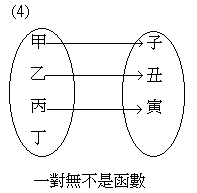 (4)
甲 子
乙 丑
丙 寅
丁
一對無不是函數